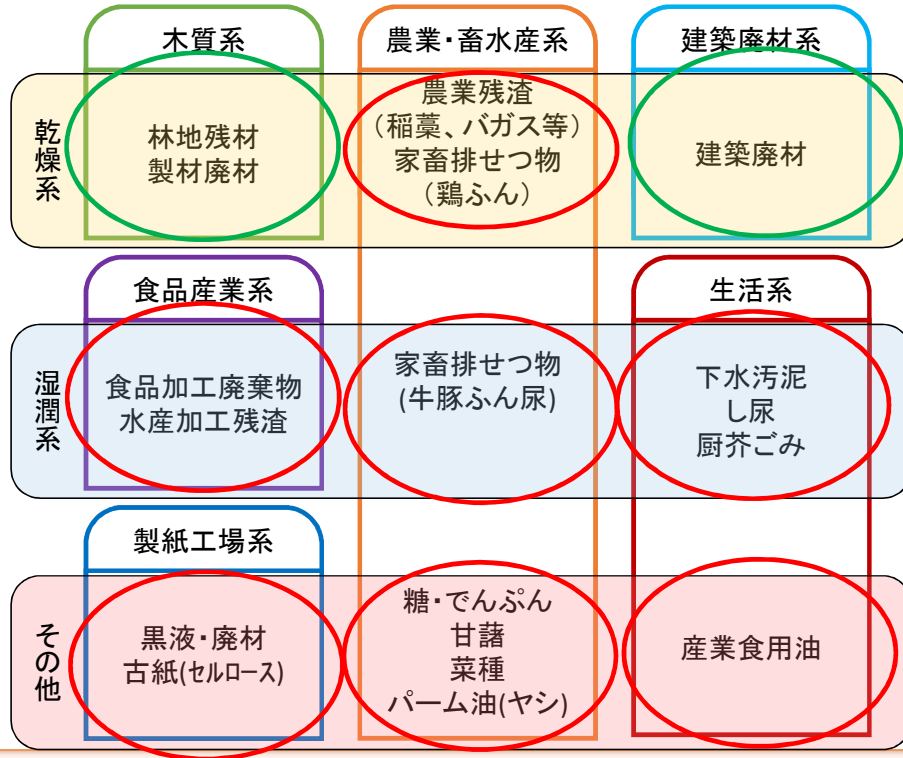 木質系
農業・畜水産系
建築廃材系
乾燥系
林地残材
製材廃材
農業残渣
（稲藁、バガス等）
家畜排せつ物
（鶏ふん）
建築廃材
食品産業系
生活系
湿潤系
食品加工廃棄物
水産加工残渣
家畜排せつ物
(牛豚ふん尿)
下水汚泥
し尿
厨芥ごみ
製紙工場系
その他
黒液・廃材
古紙(セルロース)
糖・でんぷん
甘藷
菜種
パーム油(ヤシ)
産業食用油